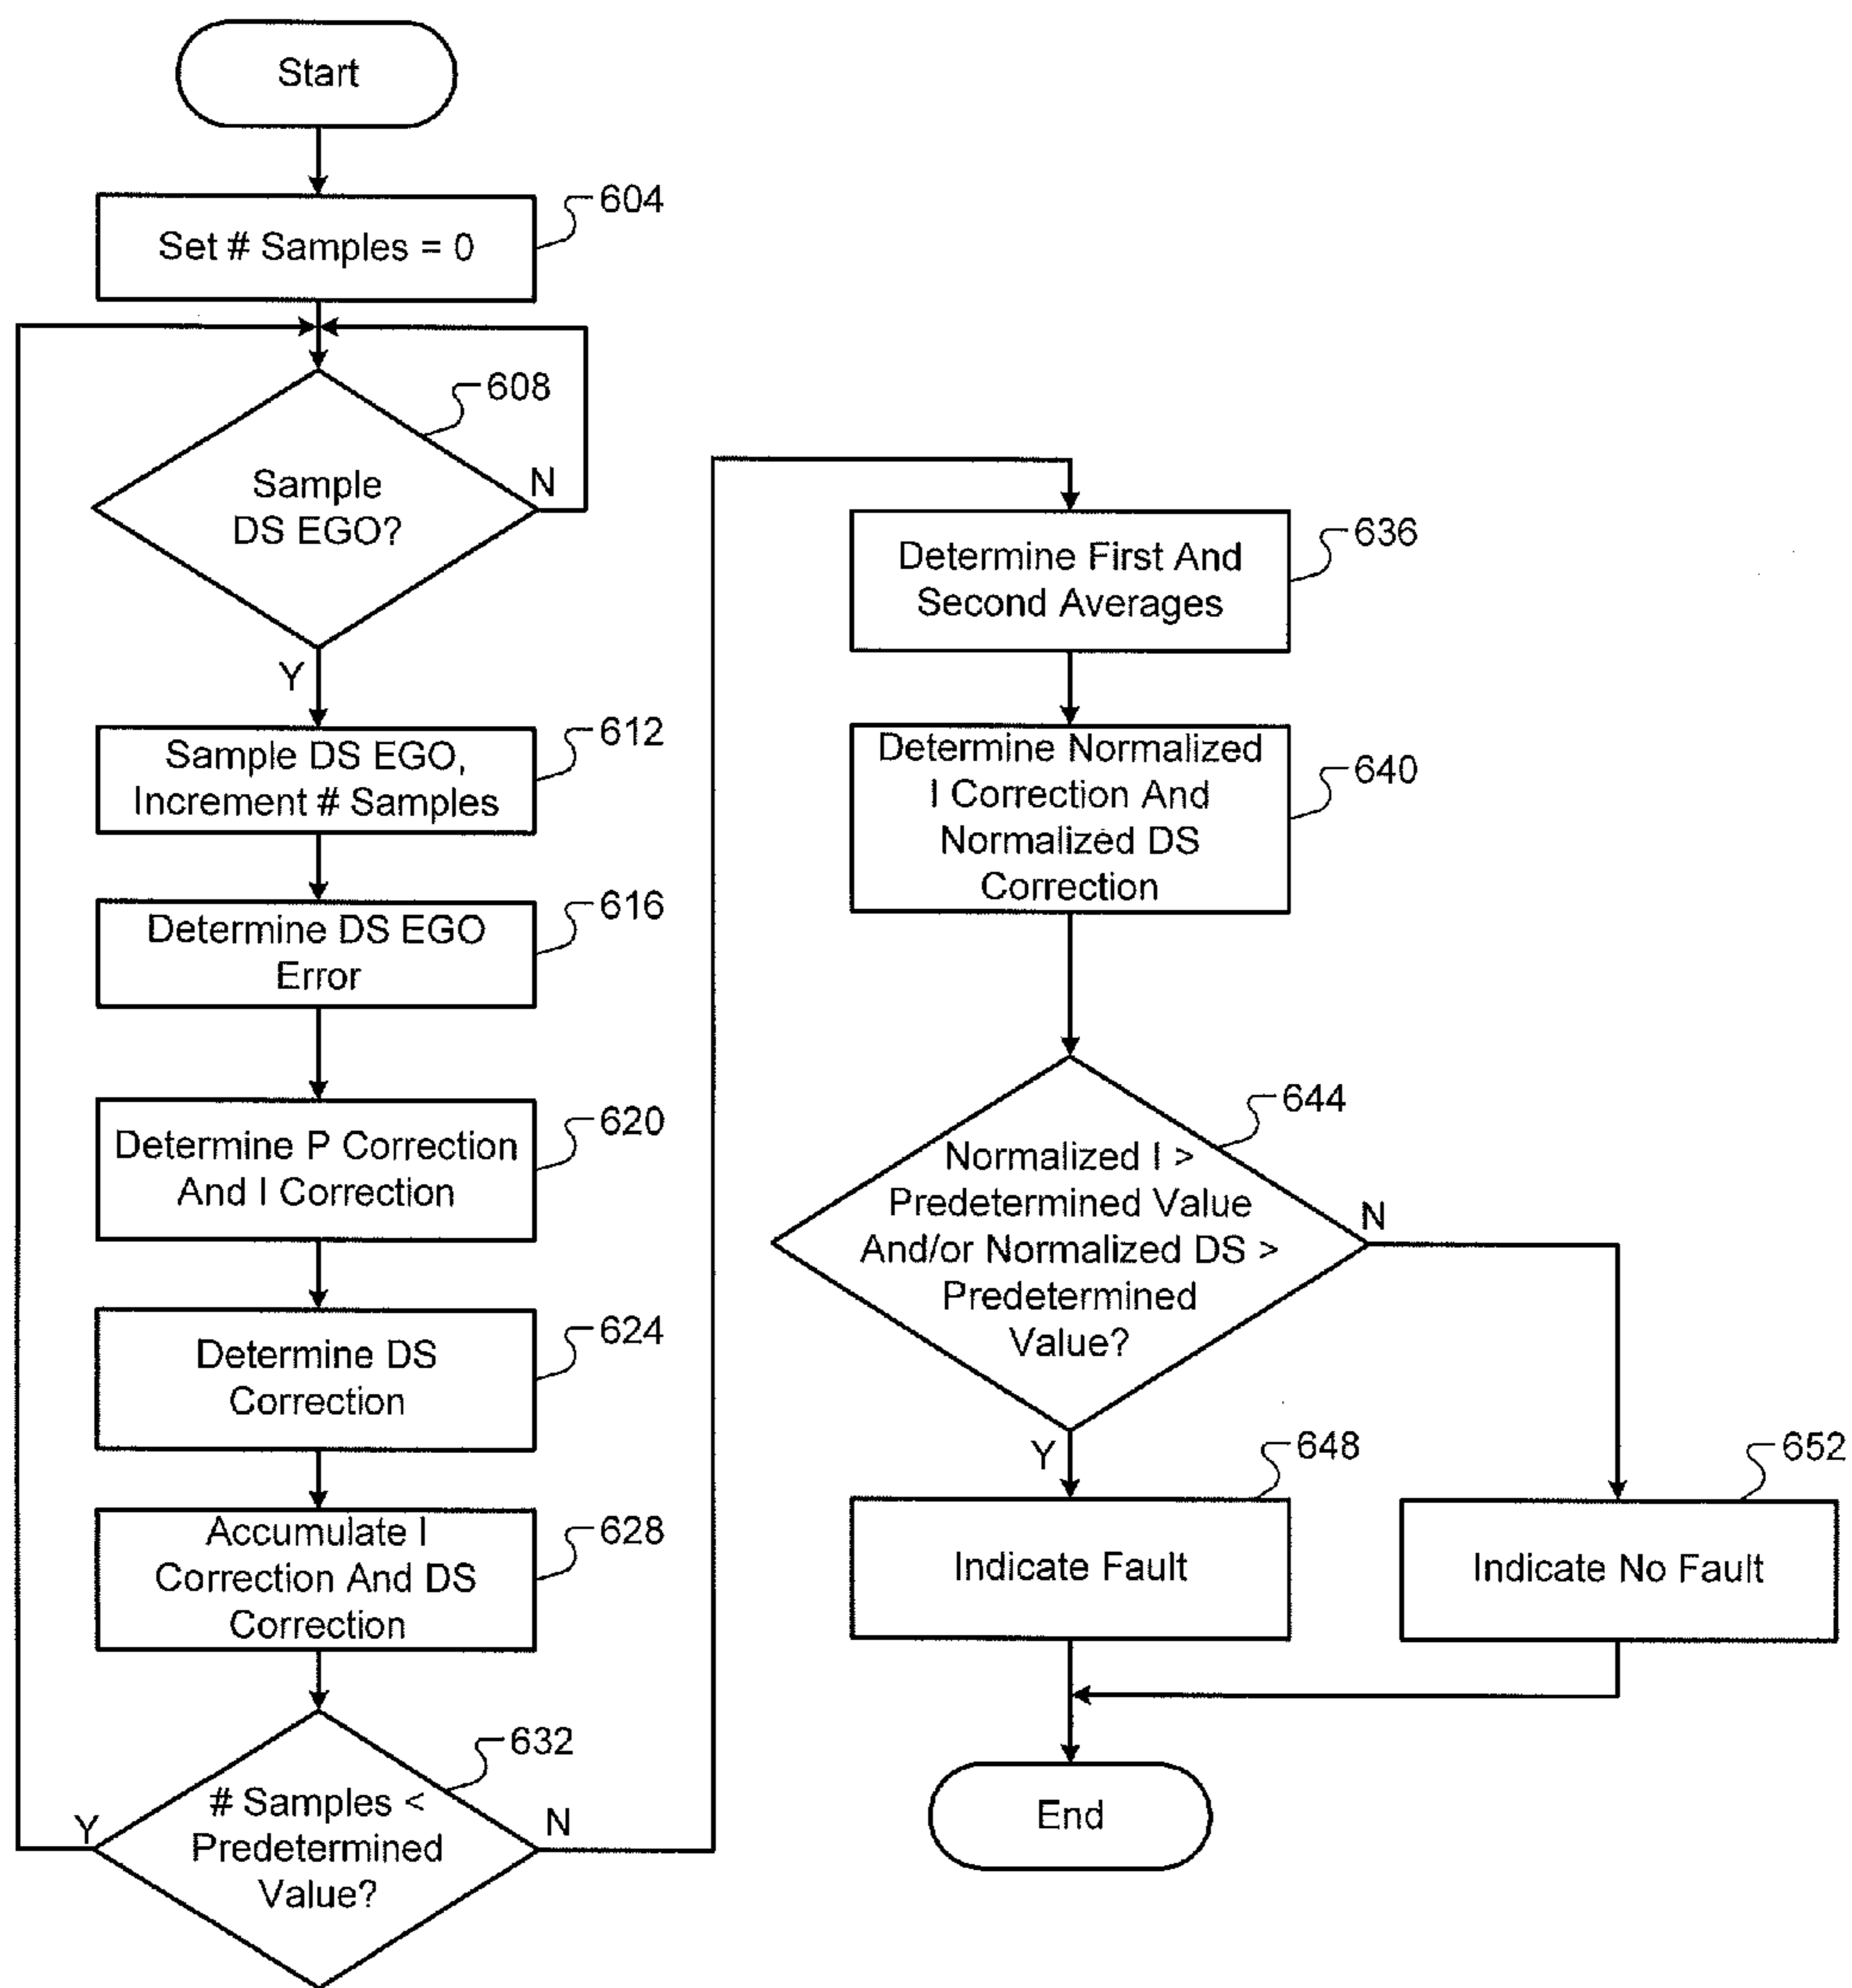 Start
604
Set # Samples = 0
608
Sample
DS EGO?
N
Y
612
Sample DS EGO,
Increment # Samples
616
Determine DS EGO
Error
620
Determine P Correction
And I Correction
624
Determine DS
Correction
628
Accumulate I
Correction And DS
Correction
632
# Samples <
Predetermined
Value?
Y
N
636
Determine First And
Second Averages
640
Determine Normalized
I Correction And
Normalized DS
Correction
644
Normalized I >
Predetermined Value
And/or Normalized DS >
Predetermined
Value?
N
Y
648
Indicate Fault
652
Indicate No Fault
End